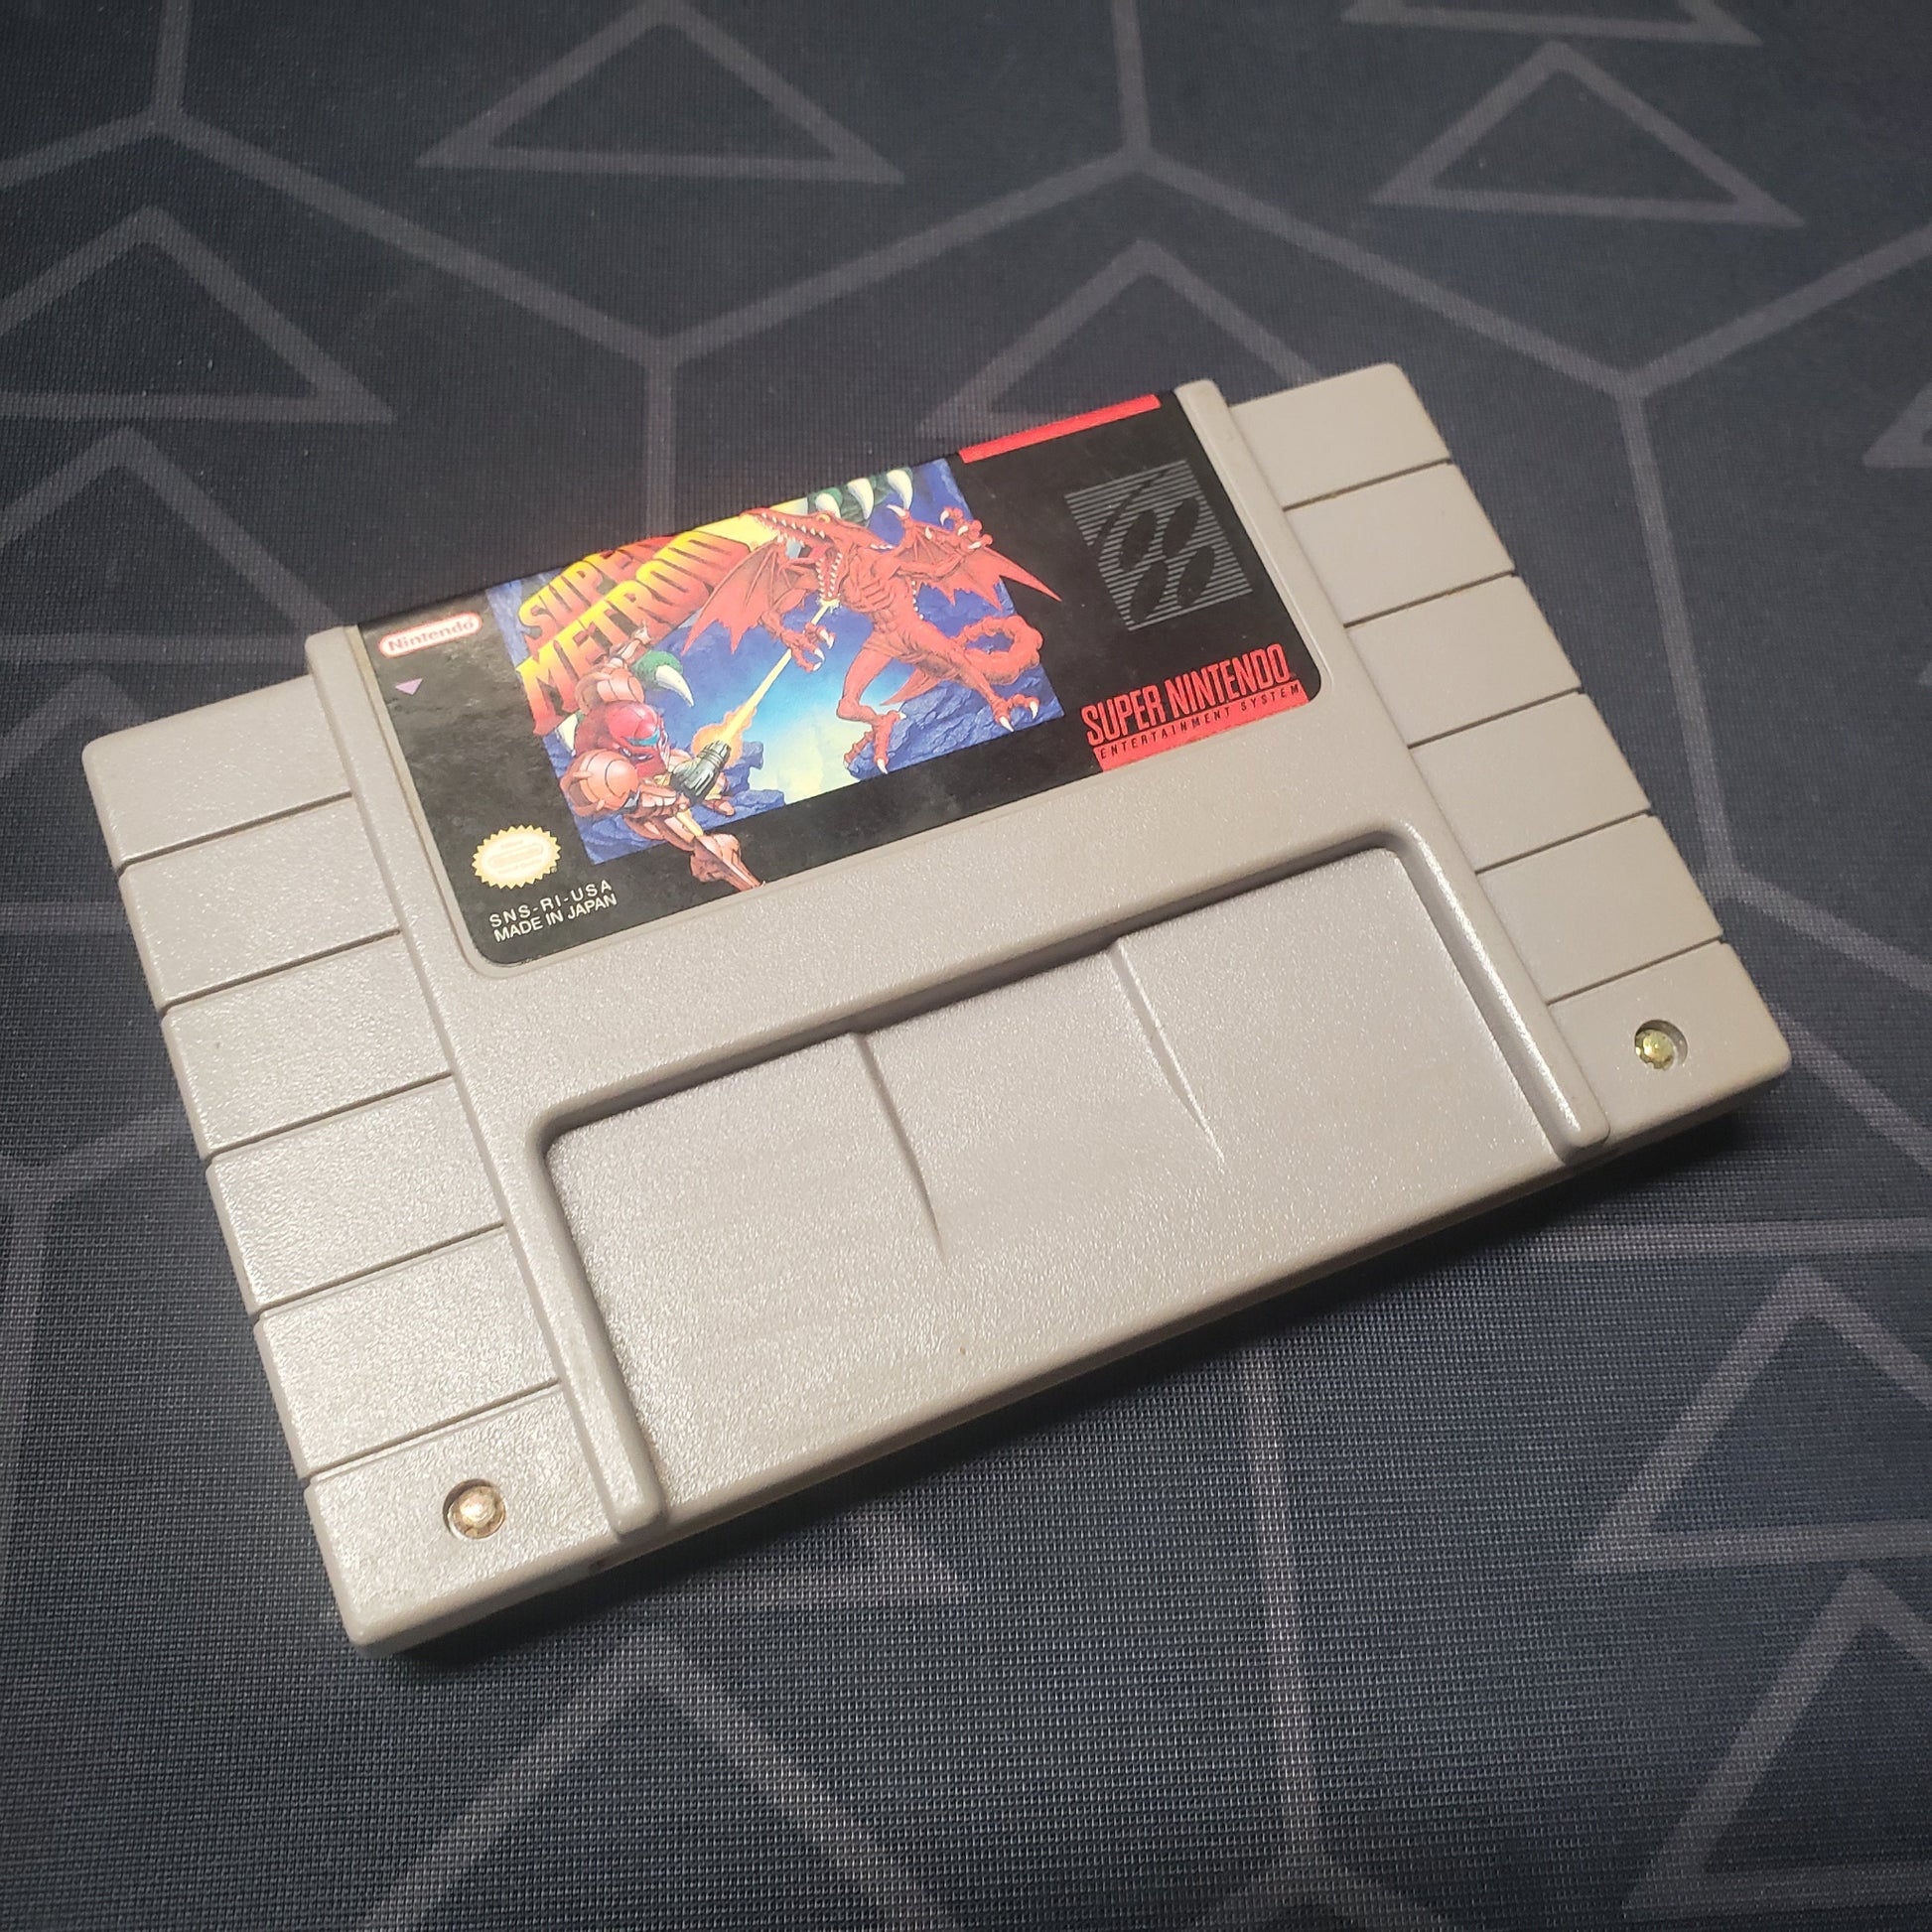 Nintendo
SUPER
METROID
SUPER NINTENDO
ENTERTAINMENT SYSTEM
SNS-RI-USA
MADE IN JAPAN